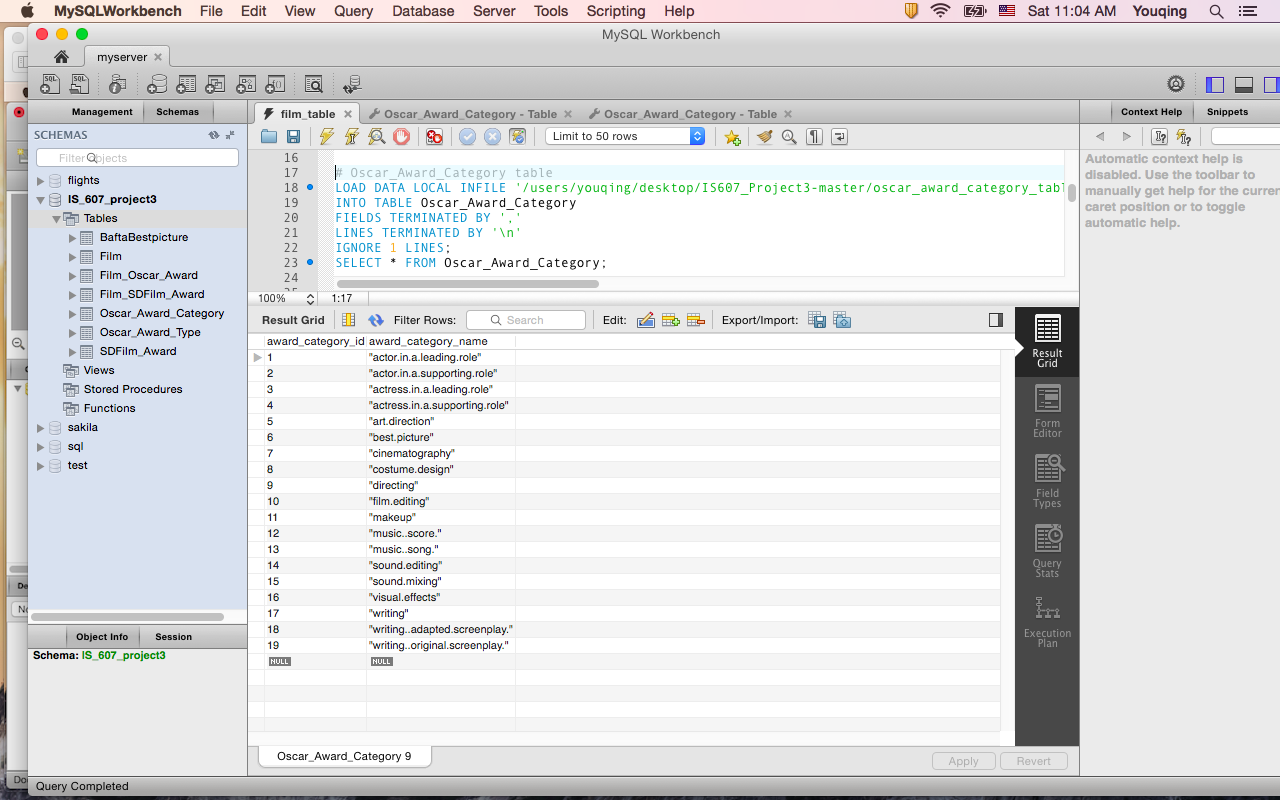 MySQLWorkbench File Edit View Query Database Server Tools Scripting Help Sat 11:04 AM Youqing
MySQL Workbench
myserver
Management Schemas
film_table Oscar_Award_Category - Table Oscar_Award_Category - Table
Context Help Snippets
SCHEMAS
Filter objects
Limit to 50 rows
flights
IS_607_project3
Tables
BaftaBestpicture
Film
Film_Oscar_Award
Film_SDFilm_Award
Oscar_Award_Category
Oscar_Award_Type
SDFilm_Award
Views
Stored Procedures
Functions
sakila
sql
test
Object Info Session
Schema: IS_607_project3
16
17 # Oscar_Award_Category table
18 LOAD DATA LOCAL INFILE '/users/youqing/desktop/IS607_Project3-master/oscar_award_category_tabl
19 INTO TABLE Oscar_Award_Category
20 FIELDS TERMINATED BY ','
21 LINES TERMINATED BY '\n'
22 IGNORE 1 LINES;
23 SELECT * FROM Oscar_Award_Category;
24
100% 1:17
Automatic context help is
disabled. Use the toolbar to
manually get help for the curren
caret position or to toggle
automatic help.
Result Grid Filter Rows: Search Edit: Export/Import:
award_category_id award_category_name
1 "actor.in.a.leading.role"
2 "actor.in.a.supporting.role"
3 "actress.in.a.leading.role"
4 "actress.in.a.supporting.role"
5 "art.direction"
6 "best.picture"
7 "cinematography"
8 "costume.design"
9 "directing"
10 "film.editing"
11 "makeup"
12 "music..score."
13 "music..song."
14 "sound.editing"
15 "sound.mixing"
16 "visual.effects"
17 "writing"
18 "writing..adapted.screenplay."
19 "writing..original.screenplay."
NULL NULL
Result
Grid
Form
Editor
Field
Types
Query
Stats
Execution
Plan
Oscar_Award_Category 9
Apply Revert
Query Completed